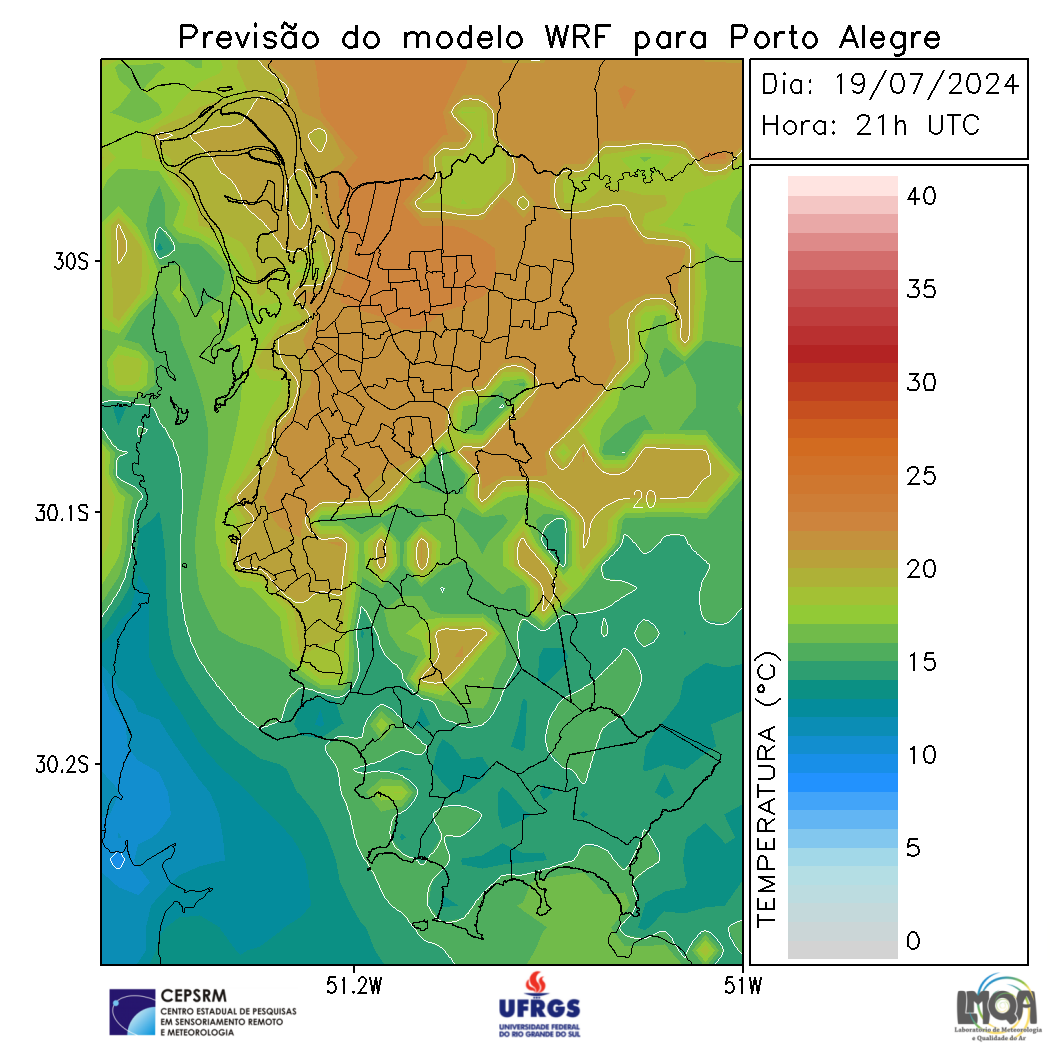 Previsão do modelo WRF para Porto Alegre
Dia: 19/07/2024
Hora: 21h UTC
30S
30.1S
30.2S
51.2W
51W
20
TEMPERATURA (°C)
40
35
30
25
20
15
10
5
0
CEPSRM
CENTRO ESTADUAL DE PESQUISAS
EM SENSORIAMENTO REMOTO
E METEOROLOGIA
UFRGS
UNIVERSIDADE FEDERAL
DO RIO GRANDE DO SUL
LMQA
Laboratório de Meteorologia
e Qualidade do Ar